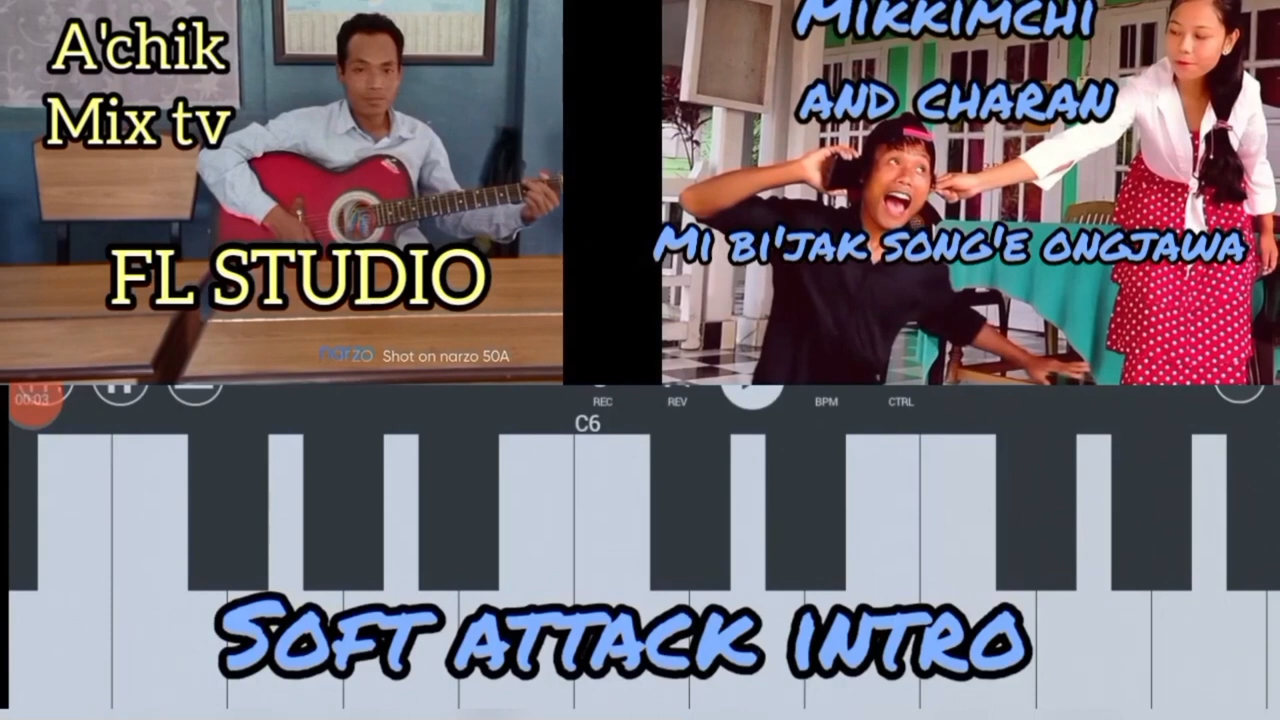 A'chik
Mix tv
FL STUDIO
narzo Shot on narzo 50A
Mikkimchi
and charan
Mi bi'jak song'e ongjawa
00:03
REC
REV
BPM
CTRL
C6
Soft attack intro